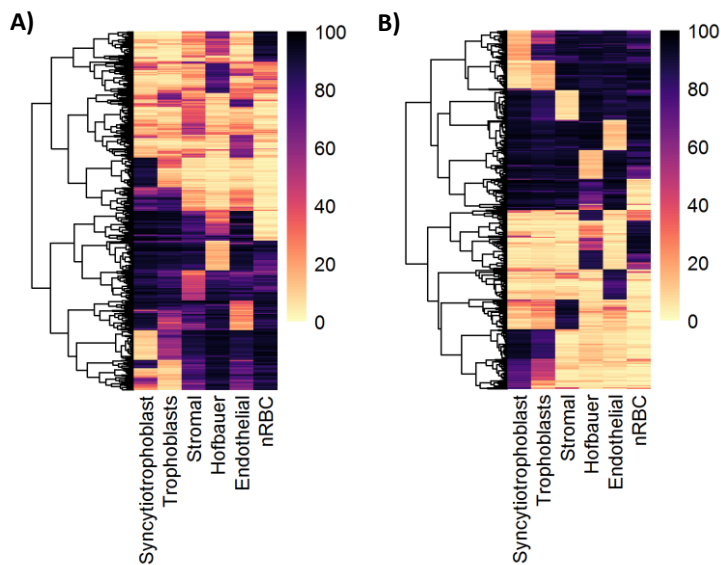 A)
100
80
60
40
20
0
Syncytiotrophoblast
Trophoblasts
Stromal
Hofbauer
Endothelial
nRBC
B)
100
80
60
40
20
0
Syncytiotrophoblast
Trophoblasts
Stromal
Hofbauer
Endothelial
nRBC